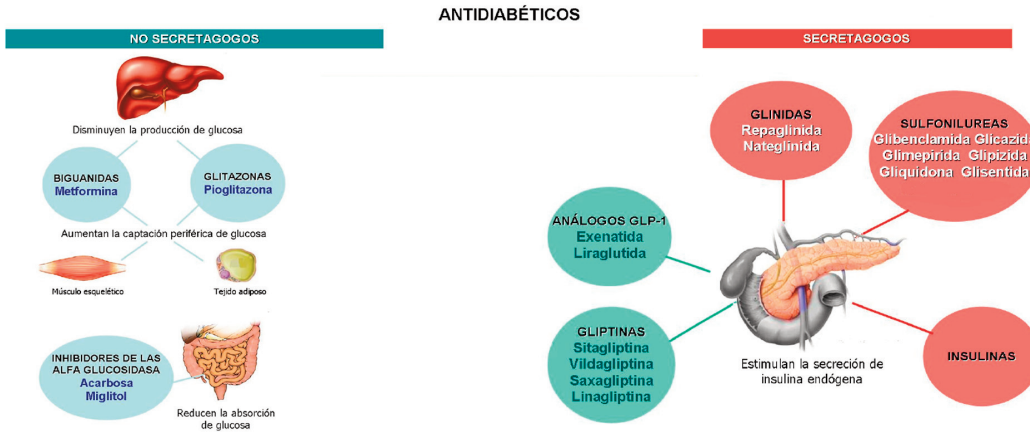 ANTIDIABÉTICOS
NO SECRETAGOGOS
Disminuyen la producción de glucosa
BIGUANIDAS
Metformina
GLITAZONAS
Pioglitazona
Aumentan la captación periférica de glucosa
Músculo esquelético
Tejido adiposo
INHIBIDORES DE LAS
ALFA GLUCOSIDASA
Acarbosa
Miglitol
Reducen la absorción
de glucosa
SECRETAGOGOS
GLINIDAS
Repaglinida
Nateglinida
SULFONILUREAS
Glibenclamida Glicazida
Glimepirida Glipizida
Gliquidona Glisentida
ANÁLOGOS GLP-1
Exenatida
Liraglutida
GLIPTINAS
Sitagliptina
Vildagliptina
Saxagliptina
Linagliptina
Estimulan la secreción de
insulina endógena
INSULINAS